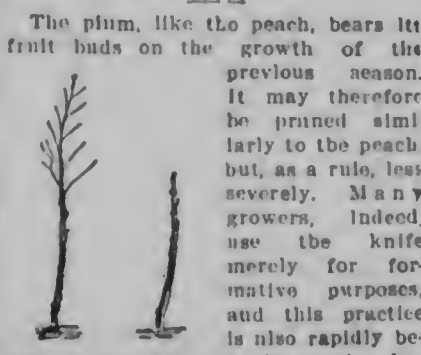 The plum, like the peach, bears its
fruit buds on the growth of the
previous season.
It may therefore
be pruned simi
larly to the peach
but, as a rule, less
severely. Many
growers, indeed,
use the knife
merely for for-
mative purposes,
and this practice
is also rapidly be-